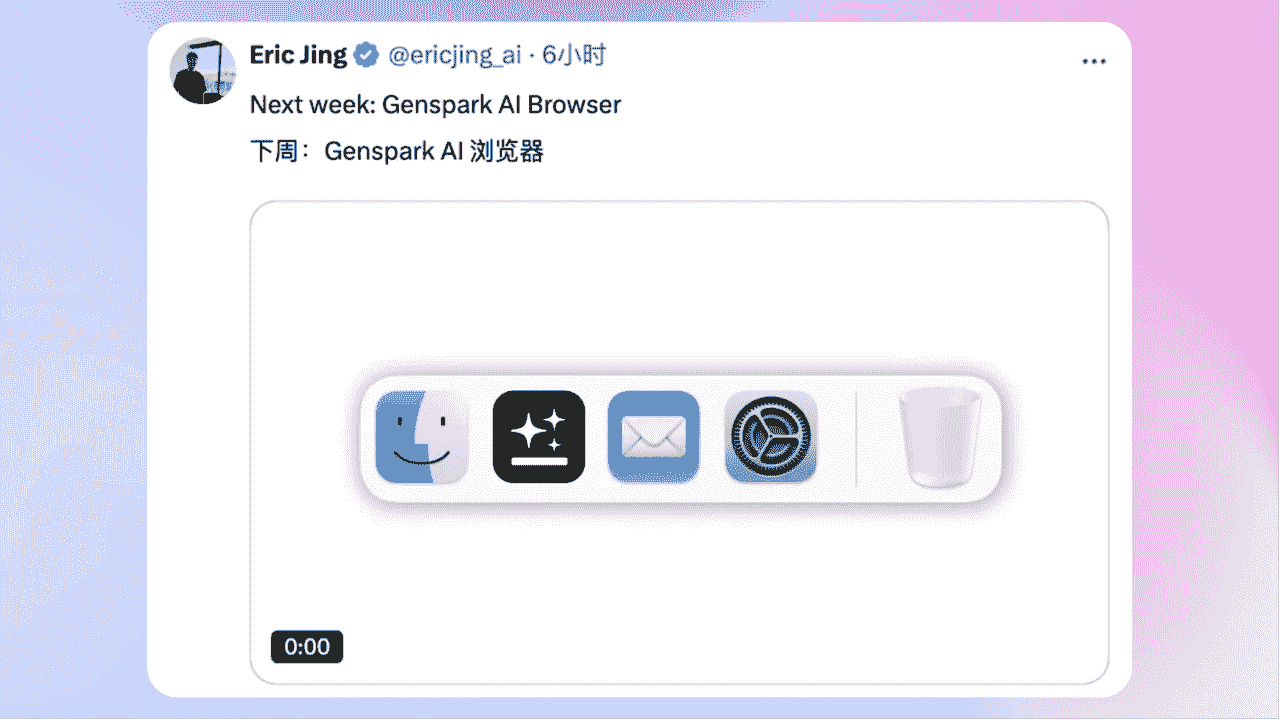 Eric Jing @ericjing_ai · 6小时
Next week: Genspark AI Browser
下周：Genspark AI 浏览器
0:00